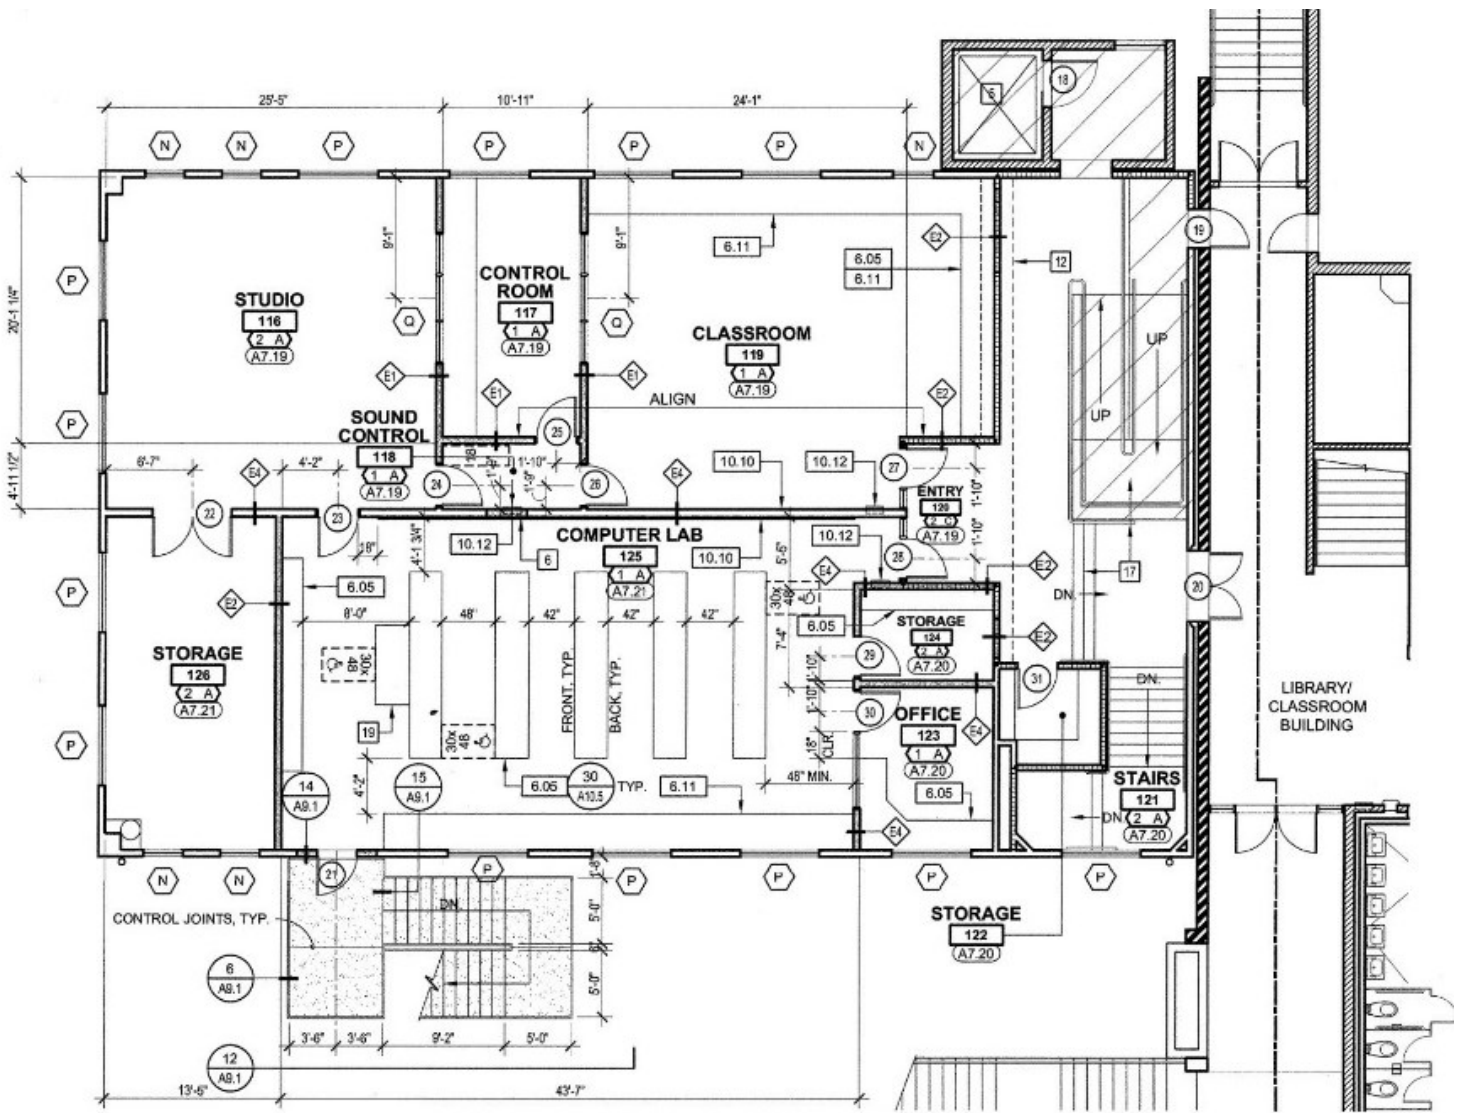 25'-5"
10'-11"
24'-1"
5
18
N
N
P
P
P
P
N
19
9'-1"
9'-1"
6.11
E2
6.05
6.11
12
P
20'-1 1/4"
STUDIO
116
2 A
A7.19
Q
CONTROL
ROOM
117
1 A
A7.19
Q
CLASSROOM
119
1 A
A7.19
UP
UP
E1
E1
E1
E2
ALIGN
P
SOUND
CONTROL
118
1 A
A7.19
25
18"
1'-10"
1'-9"
4'-11 1/2"
6'-7"
E4
4'-2"
24
26
E4
10.10
10.12
27
ENTRY
120
2 C
A7.19
1'-10"
1'-10"
22
23
18"
4'-1 3/4"
10.12
6
COMPUTER LAB
125
1 A
A7.21
10.10
5'-6"
10.12
28
E4
E2
17
DN.
20
P
E2
6.05
8'-0"
48"
42"
42"
42"
30x
48
7'-4"
6.05
STORAGE
124
2 A
A7.20
E2
29
1'-10"
1'-10"
30
31
DN.
STORAGE
126
2 A
A7.21
30x
48
19
30x
48
FRONT, TYP.
BACK, TYP.
OFFICE
123
1 A
A7.20
E4
18"
CLR.
LIBRARY/
CLASSROOM
BUILDING
P
14
A9.1
4'-2"
15
A9.1
6.05
30
A10.5
TYP.
6.11
48" MIN.
6.05
E4
STAIRS
121
2 A
A7.20
DN.
N
N
21
P
P
P
P
P
1'-8"
DN.
5'-0"
6"
5'-0"
CONTROL JOINTS, TYP.
STORAGE
122
A7.20
6
A9.1
3'-6"
3'-6"
9'-2"
5'-0"
12
A9.1
13'-6"
43'-7"